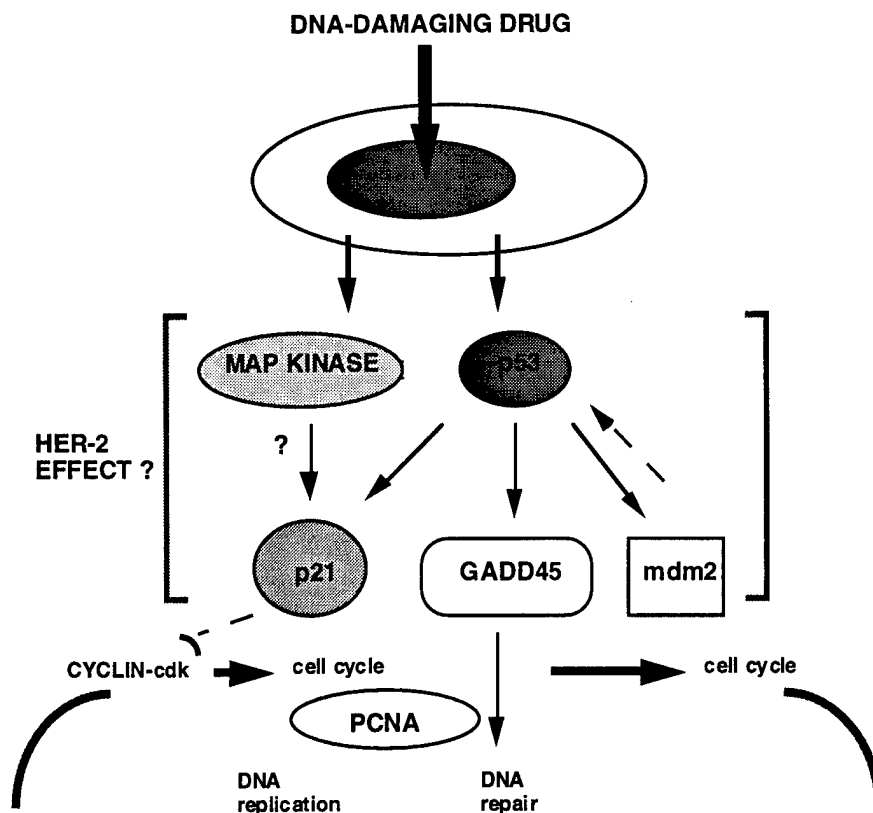 DNA-DAMAGING DRUG
MAP KINASE
p53
HER-2
EFFECT ?
?
p21
GADD45
mdm2
CYCLIN-cdk
cell cycle
cell cycle
PCNA
DNA
replication
DNA
repair